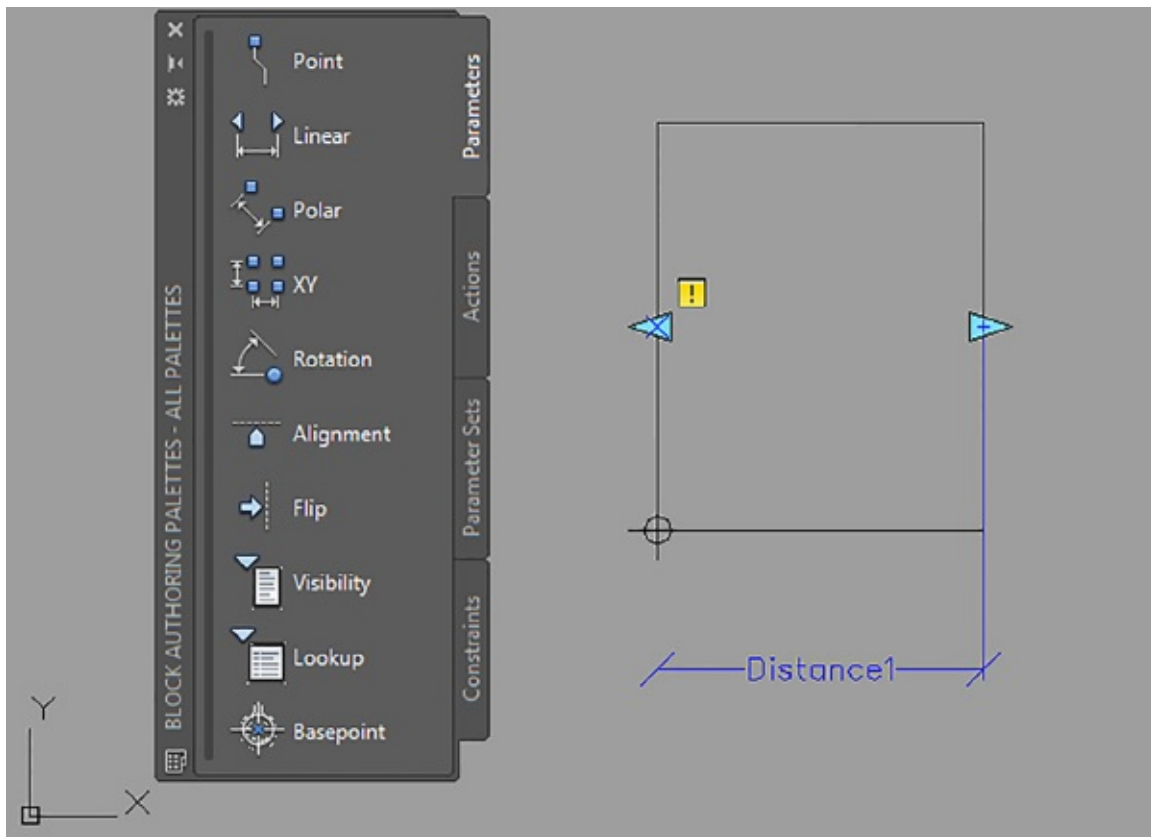 BLOCK AUTHORING PALETTES - ALL PALETTES
Point
Linear
Polar
XY
Rotation
Alignment
Flip
Visibility
Lookup
Basepoint
Parameters
Actions
Parameter Sets
Constraints
!
Distance1
Y
X